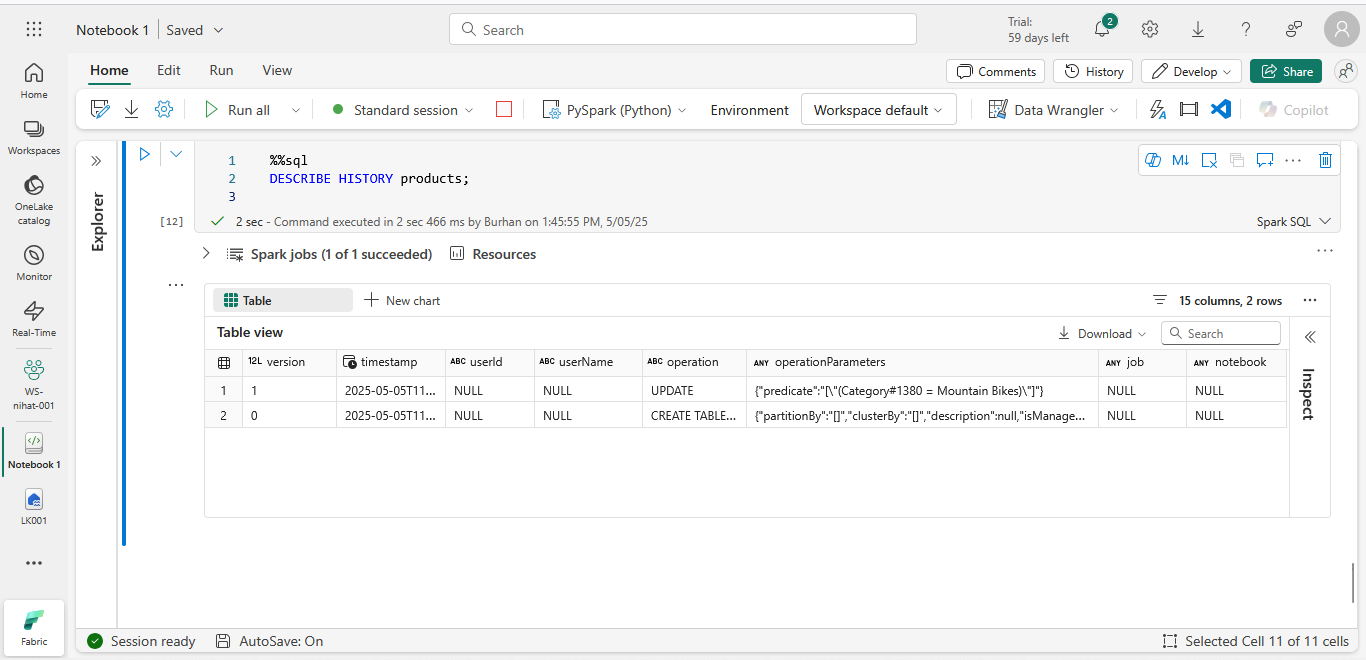 Notebook 1 Saved
Search
Trial:
59 days left
2
Home Edit Run View
Comments History Develop Share
Run all Standard session PySpark (Python) Environment Workspace default Data Wrangler Copilot
Home
Workspaces
OneLake
catalog
Monitor
Real-Time
WS-
nihat-001
Notebook 1
LK001
Fabric
Explorer
1 %%sql
2 DESCRIBE HISTORY products;
3
M↓
[12] 2 sec - Command executed in 2 sec 466 ms by Burhan on 1:45:55 PM, 5/05/25 Spark SQL
Spark jobs (1 of 1 succeeded) Resources
Table New chart 15 columns, 2 rows
Table view Download Search
12L version timestamp ABC userId ABC userName ABC operation ANY operationParameters ANY job ANY notebook
1 1 2025-05-05T11... NULL NULL UPDATE {"predicate":"[\"(Category#1380 = Mountain Bikes)\"]"} NULL NULL
2 0 2025-05-05T11... NULL NULL CREATE TABLE... {"partitionBy":"[]","clusterBy":"[]","description":null,"isManage... NULL NULL
Inspect
Session ready AutoSave: On Selected Cell 11 of 11 cells